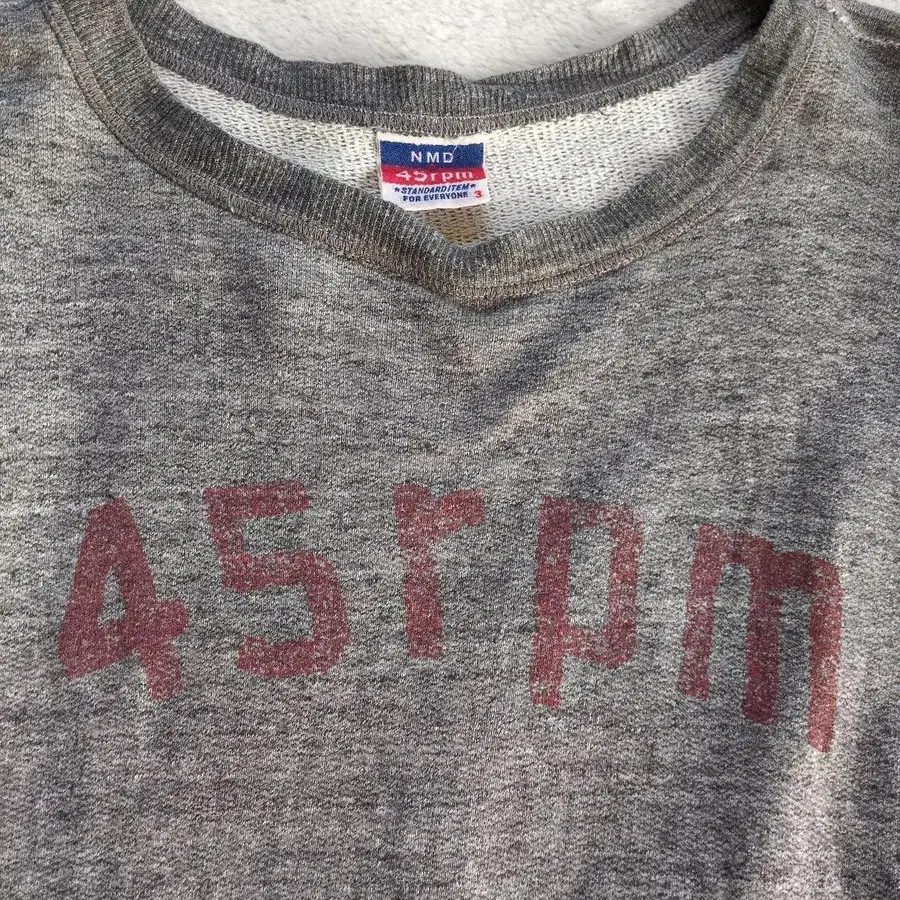 NMD
45rpm
★STANDARD ITEM★
FOR EVERYONE 3
45rpm